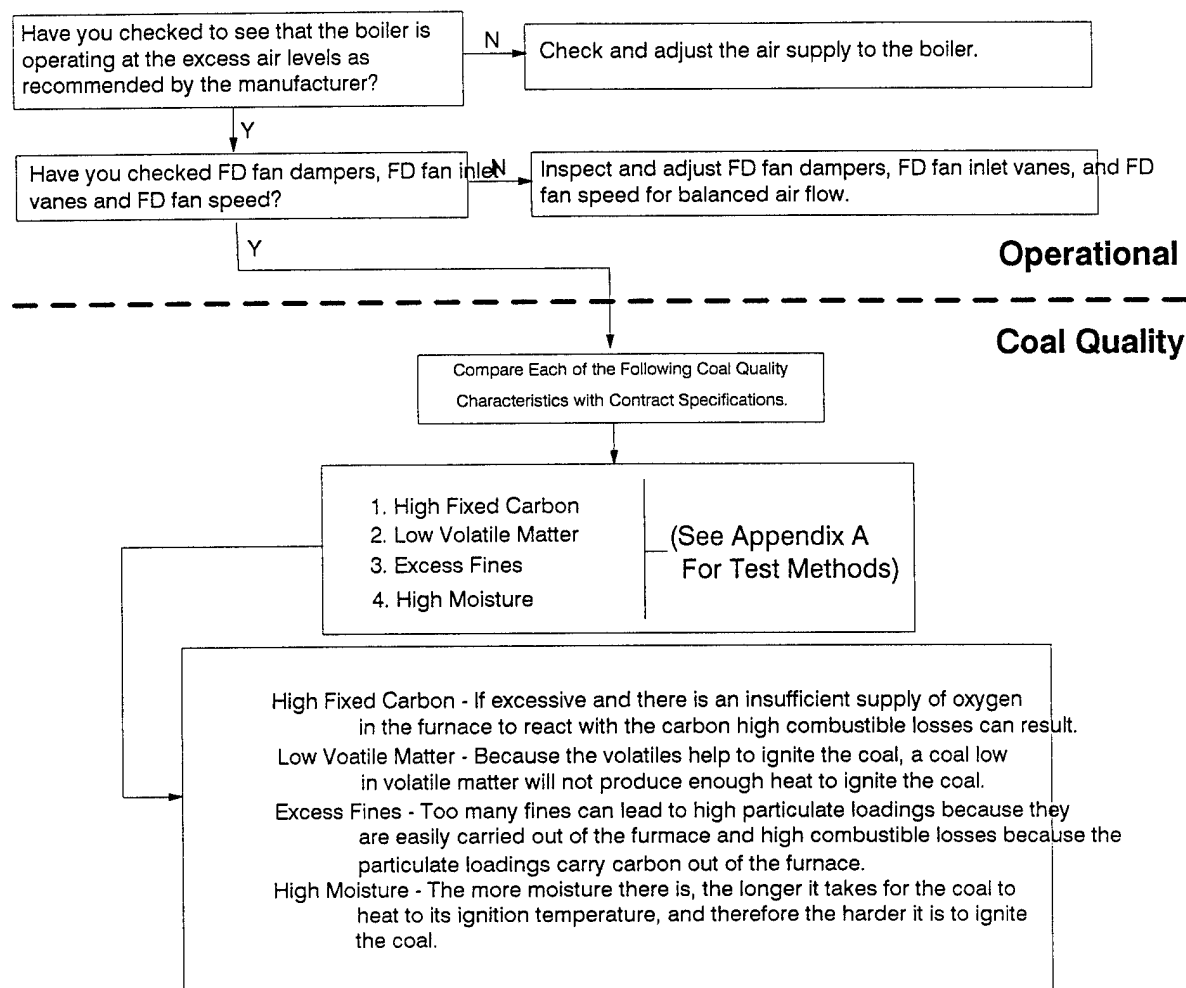 Have you checked to see that the boiler is
operating at the excess air levels as
recommended by the manufacturer?
N
Check and adjust the air supply to the boiler.
Y
Have you checked FD fan dampers, FD fan inlet
vanes and FD fan speed?
N
Inspect and adjust FD fan dampers, FD fan inlet vanes, and FD
fan speed for balanced air flow.
Y
Operational
Coal Quality
Compare Each of the Following Coal Quality
Characteristics with Contract Specifications.
1. High Fixed Carbon
2. Low Volatile Matter
3. Excess Fines
4. High Moisture
(See Appendix A
For Test Methods)
High Fixed Carbon - If excessive and there is an insufficient supply of oxygen
in the furnace to react with the carbon high combustible losses can result.
Low Voatile Matter - Because the volatiles help to ignite the coal, a coal low
in volatile matter will not produce enough heat to ignite the coal.
Excess Fines - Too many fines can lead to high particulate loadings because they
are easily carried out of the furmace and high combustible losses because the
particulate loadings carry carbon out of the furnace.
High Moisture - The more moisture there is, the longer it takes for the coal to
heat to its ignition temperature, and therefore the harder it is to ignite
the coal.